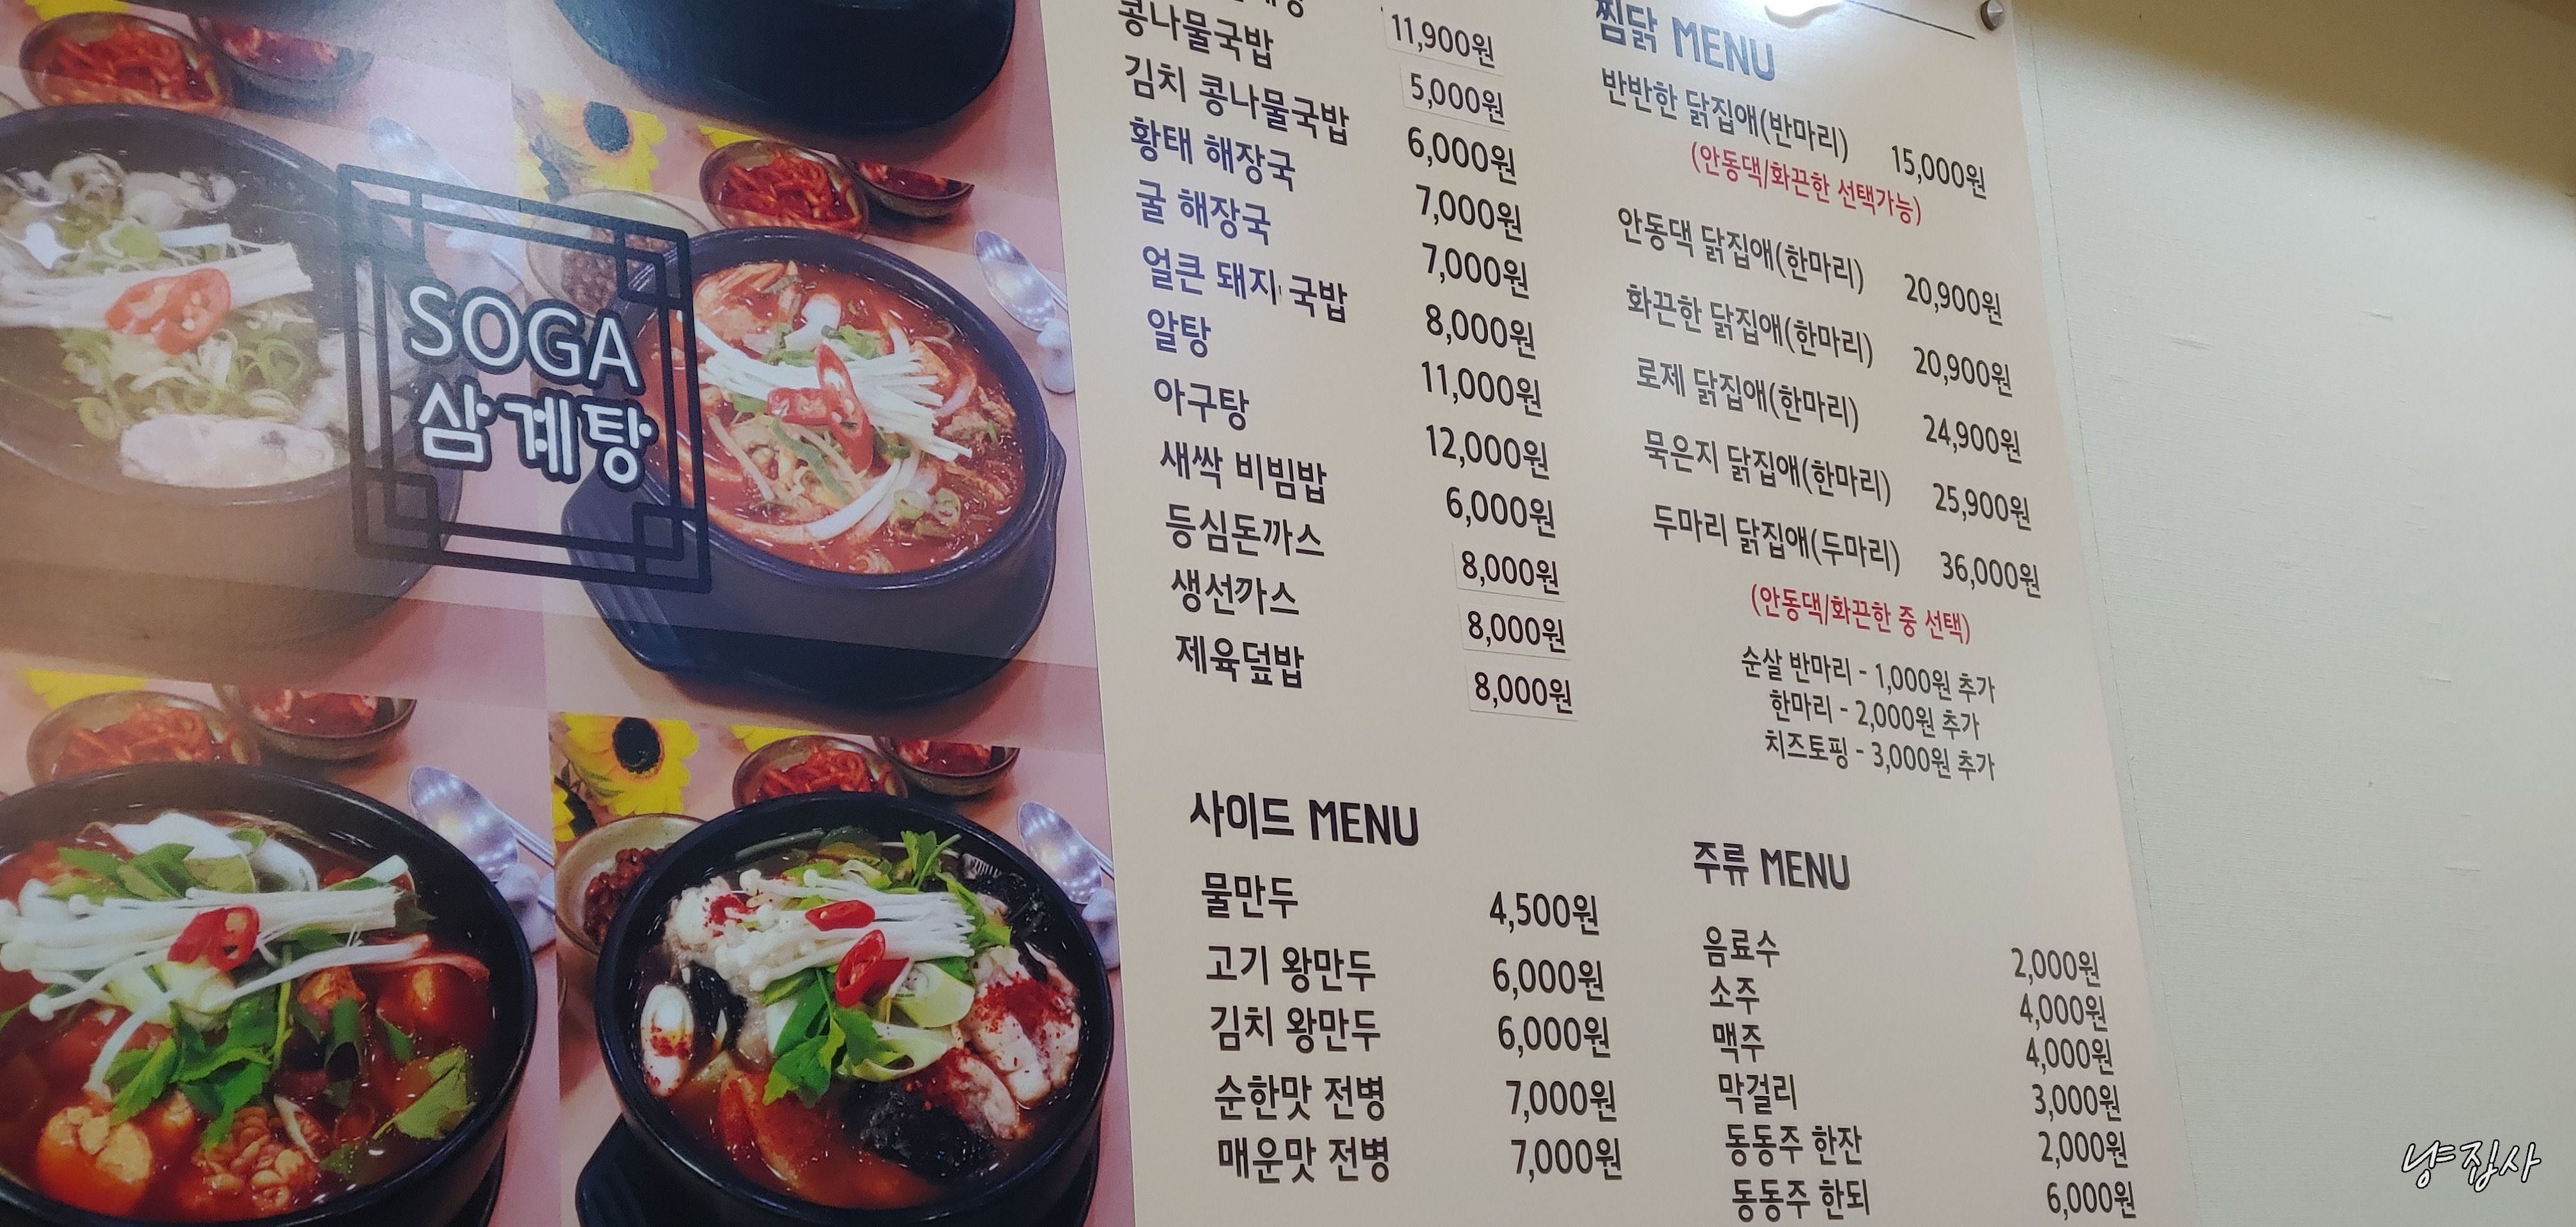 SOGA
삼계탕
11,900원
콩나물국밥 5,000원
김치 콩나물국밥 6,000원
황태 해장국 7,000원
굴 해장국 7,000원
얼큰 돼지 국밥 8,000원
알탕 11,000원
아구탕 12,000원
새싹 비빔밥 6,000원
등심돈까스 8,000원
생선까스 8,000원
제육덮밥 8,000원
사이드 MENU
물만두 4,500원
고기 왕만두 6,000원
김치 왕만두 6,000원
순한맛 전병 7,000원
매운맛 전병 7,000원
찜닭 MENU
반반한 닭집애(반마리) 15,000원
(안동댁/화끈한 선택가능)
안동댁 닭집애(한마리) 20,900원
화끈한 닭집애(한마리) 20,900원
로제 닭집애(한마리) 24,900원
묵은지 닭집애(한마리) 25,900원
두마리 닭집애(두마리) 36,000원
(안동댁/화끈한 중 선택)
순살 반마리 - 1,000원 추가
한마리 - 2,000원 추가
치즈토핑 - 3,000원 추가
주류 MENU
음료수 2,000원
소주 4,000원
맥주 4,000원
막걸리 3,000원
동동주 한잔 2,000원
동동주 한되 6,000원
냥집사